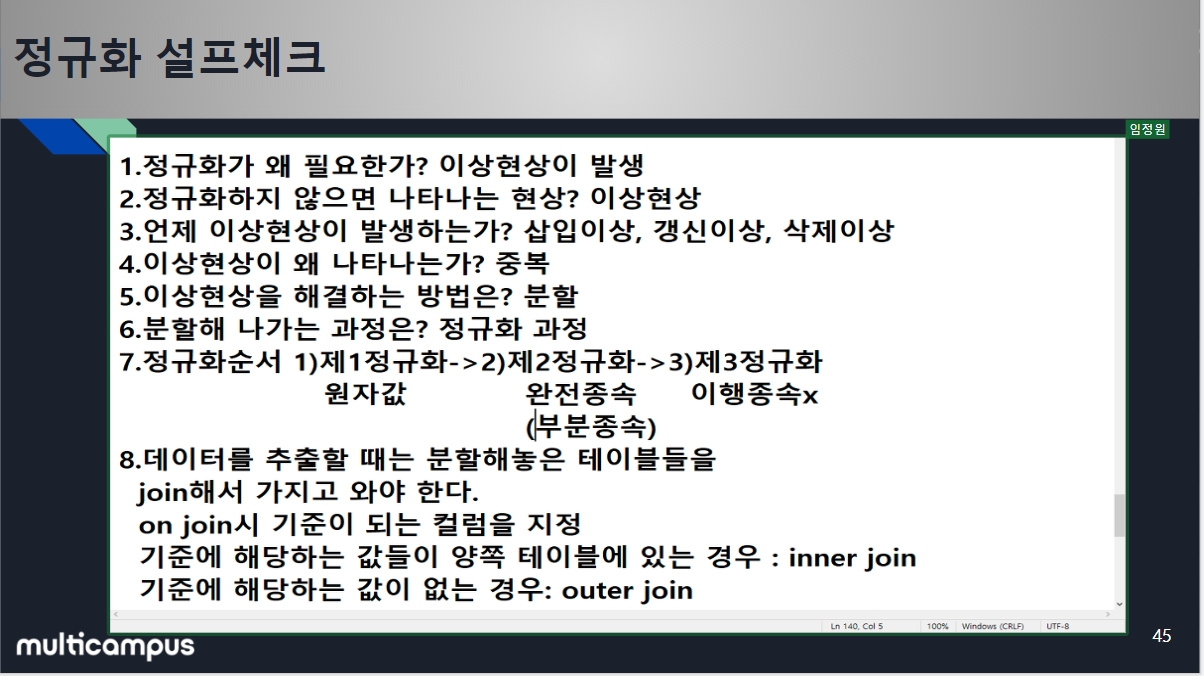 정규화 설프체크
임정원
1.정규화가 왜 필요한가? 이상현상이 발생
2.정규화하지 않으면 나타나는 현상? 이상현상
3.언제 이상현상이 발생하는가? 삽입이상, 갱신이상, 삭제이상
4.이상현상이 왜 나타나는가? 중복
5.이상현상을 해결하는 방법은? 분할
6.분할해 나가는 과정은? 정규화 과정
7.정규화순서 1)제1정규화->2)제2정규화->3)제3정규화
원자값 완전종속 이행종속x
(부분종속)
8.데이터를 추출할 때는 분할해놓은 테이블들을
join해서 가지고 와야 한다.
on join시 기준이 되는 컬럼을 지정
기준에 해당하는 값들이 양쪽 테이블에 있는 경우 : inner join
기준에 해당하는 값이 없는 경우: outer join
Ln 140, Col 5 100% Windows (CRLF) UTF-8
multicampus
45